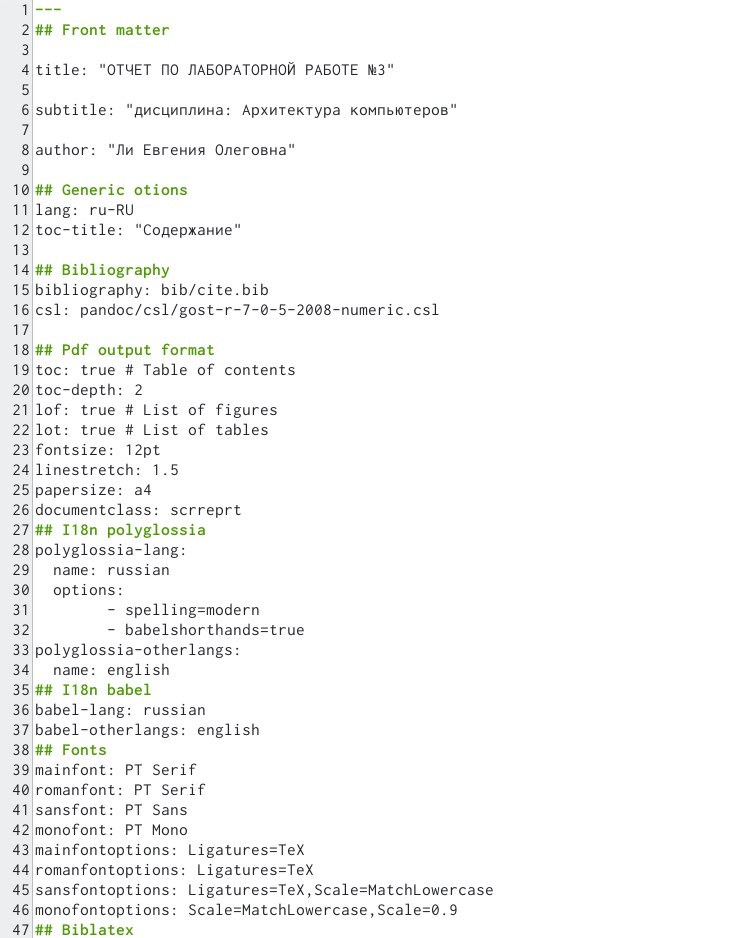 1 ---
2 ## Front matter
3
4 title: "ОТЧЕТ ПО ЛАБОРАТОРНОЙ РАБОТЕ №3"
5
6 subtitle: "дисциплина: Архитектура компьютеров"
7
8 author: "Ли Евгения Олеговна"
9
10 ## Generic otions
11 lang: ru-RU
12 toc-title: "Содержание"
13
14 ## Bibliography
15 bibliography: bib/cite.bib
16 csl: pandoc/csl/gost-r-7-0-5-2008-numeric.csl
17
18 ## Pdf output format
19 toc: true # Table of contents
20 toc-depth: 2
21 lof: true # List of figures
22 lot: true # List of tables
23 fontsize: 12pt
24 linestretch: 1.5
25 papersize: a4
26 documentclass: scrreprt
27 ## I18n polyglossia
28 polyglossia-lang:
29   name: russian
30   options:
31         - spelling=modern
32         - babelshorthands=true
33 polyglossia-otherlangs:
34   name: english
35 ## I18n babel
36 babel-lang: russian
37 babel-otherlangs: english
38 ## Fonts
39 mainfont: PT Serif
40 romanfont: PT Serif
41 sansfont: PT Sans
42 monofont: PT Mono
43 mainfontoptions: Ligatures=TeX
44 romanfontoptions: Ligatures=TeX
45 sansfontoptions: Ligatures=TeX,Scale=MatchLowercase
46 monofontoptions: Scale=MatchLowercase,Scale=0.9
47 ## Biblatex